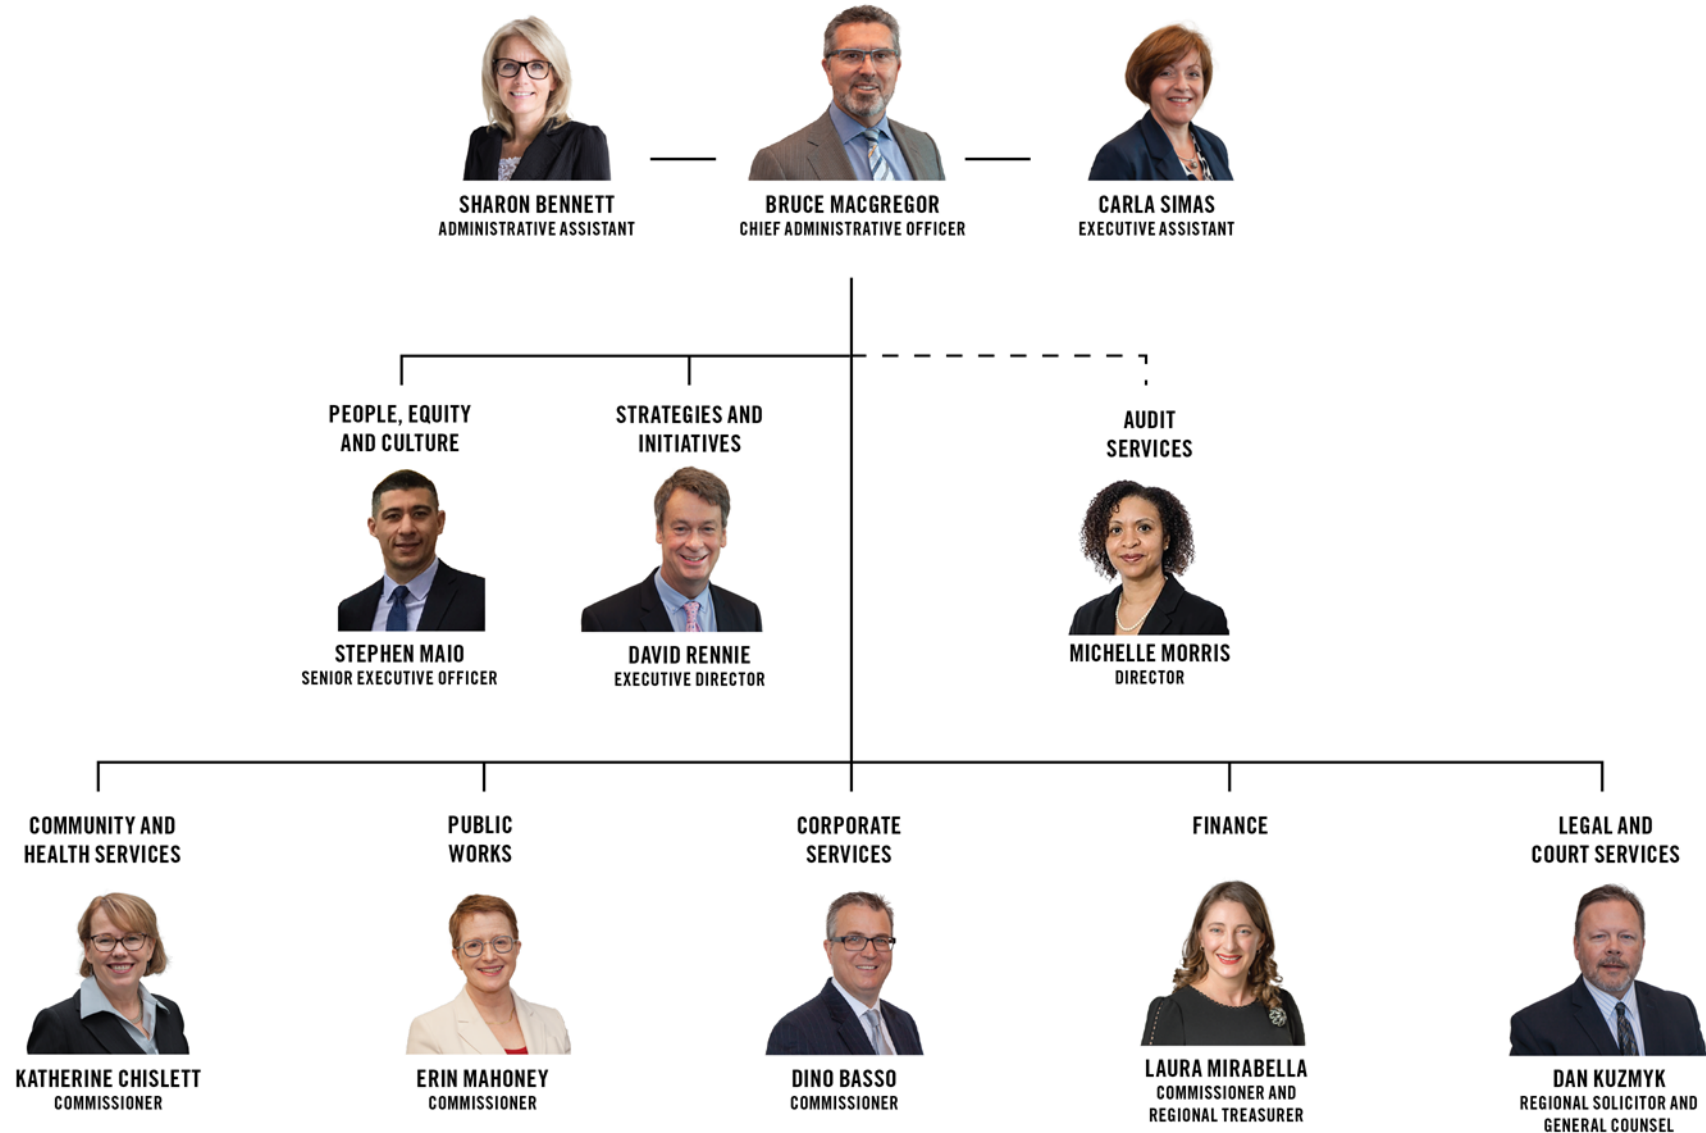 SHARON BENNETT
ADMINISTRATIVE ASSISTANT
BRUCE MACGREGOR
CHIEF ADMINISTRATIVE OFFICER
CARLA SIMAS
EXECUTIVE ASSISTANT
PEOPLE, EQUITY
AND CULTURE
STEPHEN MAIO
SENIOR EXECUTIVE OFFICER
STRATEGIES AND
INITIATIVES
DAVID RENNIE
EXECUTIVE DIRECTOR
AUDIT
SERVICES
MICHELLE MORRIS
DIRECTOR
COMMUNITY AND
HEALTH SERVICES
KATHERINE CHISLETT
COMMISSIONER
PUBLIC
WORKS
ERIN MAHONEY
COMMISSIONER
CORPORATE
SERVICES
DINO BASSO
COMMISSIONER
FINANCE
LAURA MIRABELLA
COMMISSIONER AND
REGIONAL TREASURER
LEGAL AND
COURT SERVICES
DAN KUZMYK
REGIONAL SOLICITOR AND
GENERAL COUNSEL